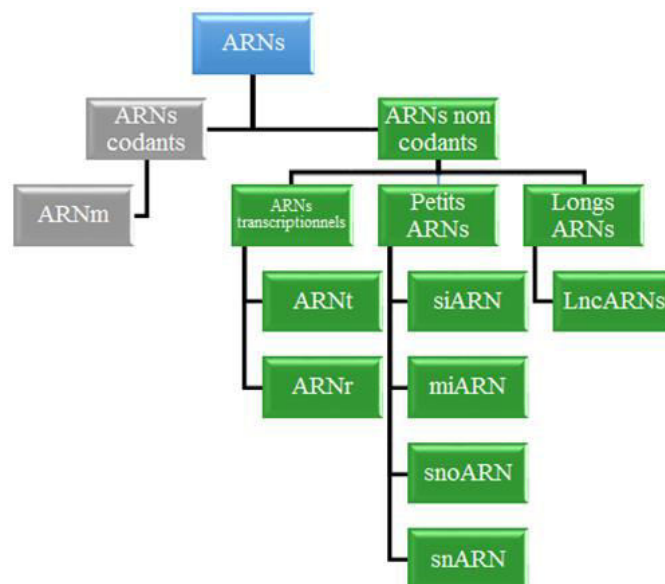 ARNs
ARNs
codants
ARNs non
codants
ARNm
ARNs
transcriptionnels
Petits
ARNs
Longs
ARNs
ARNt
siARN
LncARNs
ARNr
miARN
snoARN
snARN